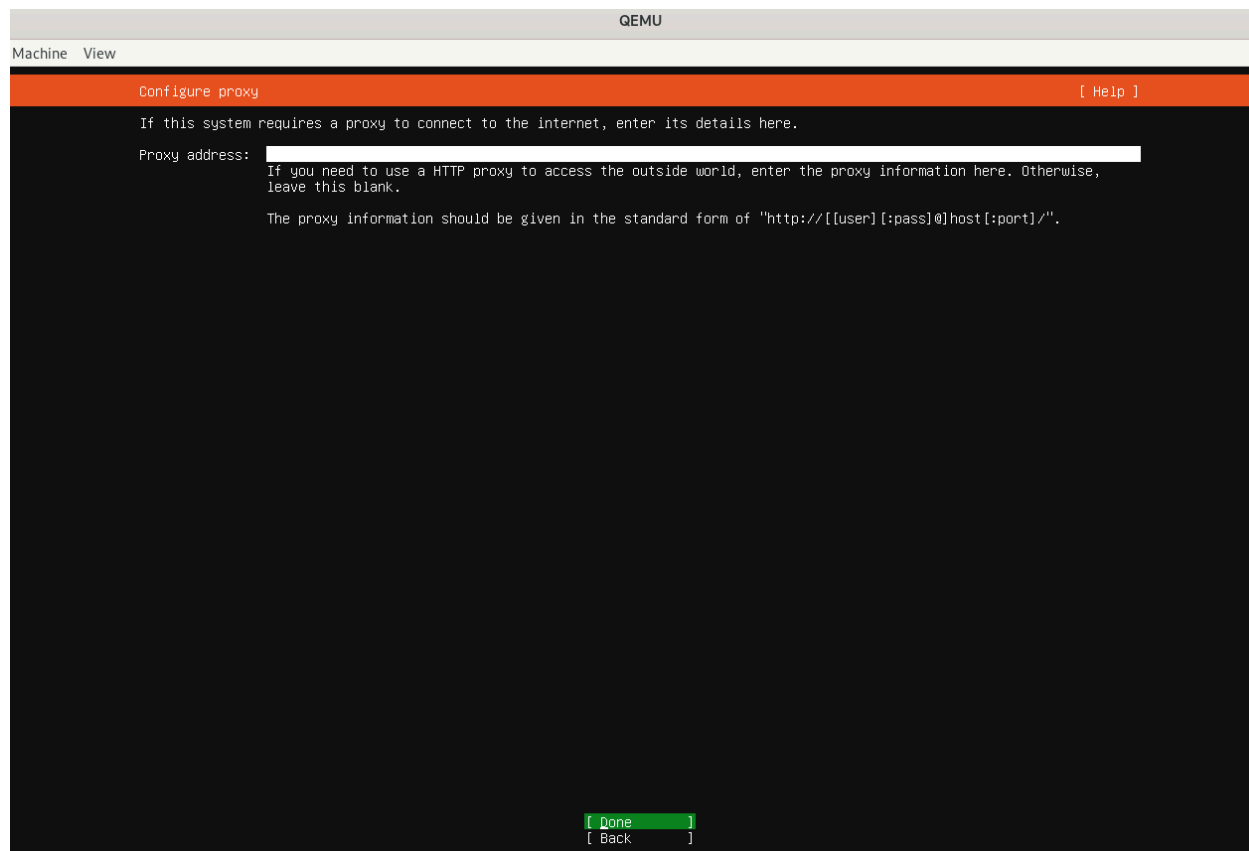 QEMU
Machine View
Configure proxy [ Help ]
If this system requires a proxy to connect to the internet, enter its details here.
Proxy address:
If you need to use a HTTP proxy to access the outside world, enter the proxy information here. Otherwise,
leave this blank.
The proxy information should be given in the standard form of "http://[[user][:pass]@]host[:port]/".
[ Done ]
[ Back ]